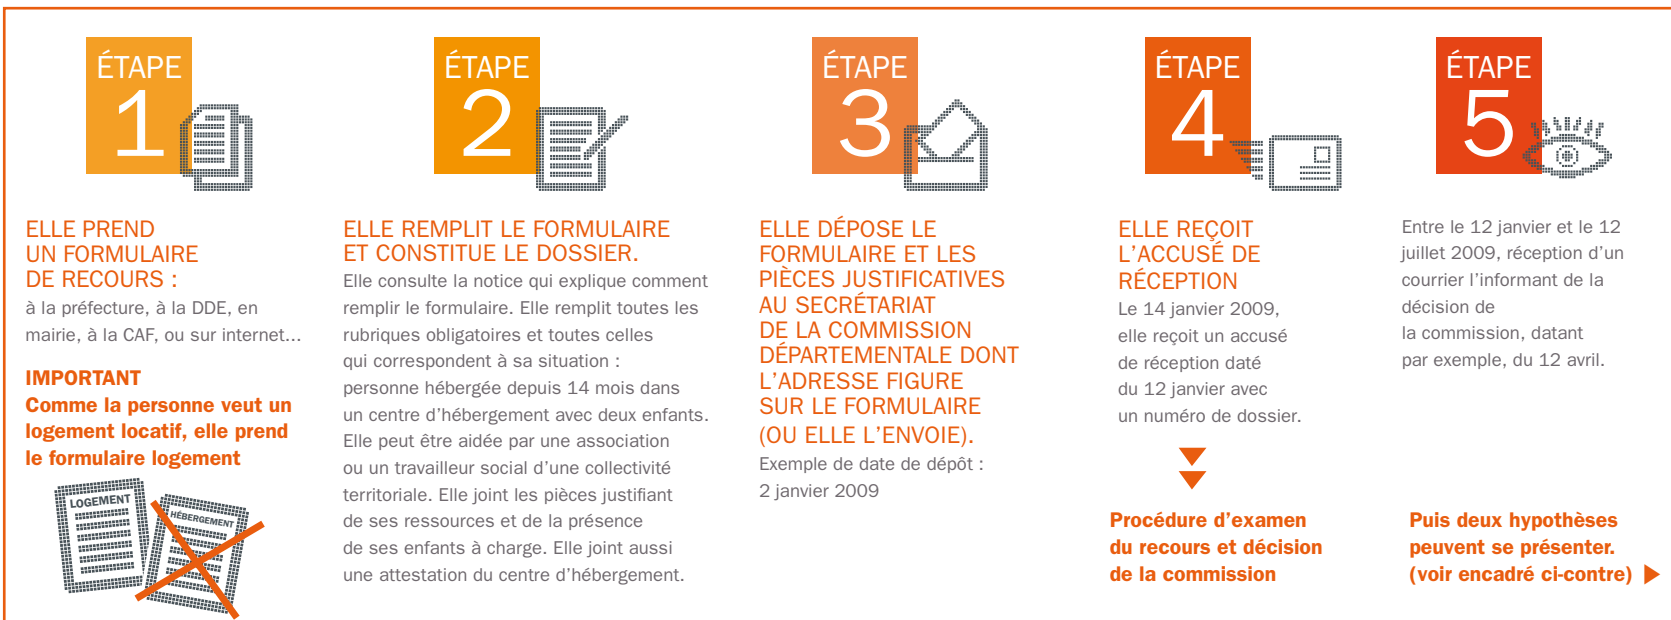 ÉTAPE
1
ELLE PREND
UN FORMULAIRE
DE RECOURS :
à la préfecture, à la DDE, en
mairie, à la CAF, ou sur internet...
IMPORTANT
Comme la personne veut un
logement locatif, elle prend
le formulaire logement
LOGEMENT
HÉBERGEMENT
ÉTAPE
2
ELLE REMPLIT LE FORMULAIRE
ET CONSTITUE LE DOSSIER.
Elle consulte la notice qui explique comment
remplir le formulaire. Elle remplit toutes les
rubriques obligatoires et toutes celles
qui correspondent à sa situation :
personne hébergée depuis 14 mois dans
un centre d'hébergement avec deux enfants.
Elle peut être aidée par une association
ou un travailleur social d'une collectivité
territoriale. Elle joint les pièces justifiant
de ses ressources et de la présence
de ses enfants à charge. Elle joint aussi
une attestation du centre d'hébergement.
ÉTAPE
3
ELLE DÉPOSE LE
FORMULAIRE ET LES
PIÈCES JUSTIFICATIVES
AU SECRÉTARIAT
DE LA COMMISSION
DÉPARTEMENTALE DONT
L'ADRESSE FIGURE
SUR LE FORMULAIRE
(OU ELLE L'ENVOIE).
Exemple de date de dépôt :
2 janvier 2009
ÉTAPE
4
ELLE REÇOIT
L'ACCUSÉ DE
RÉCEPTION
Le 14 janvier 2009,
elle reçoit un accusé
de réception daté
du 12 janvier avec
un numéro de dossier.
Procédure d'examen
du recours et décision
de la commission
ÉTAPE
5
Entre le 12 janvier et le 12
juillet 2009, réception d'un
courrier l'informant de la
décision de
la commission, datant
par exemple, du 12 avril.
Puis deux hypothèses
peuvent se présenter.
(voir encadré ci-contre)